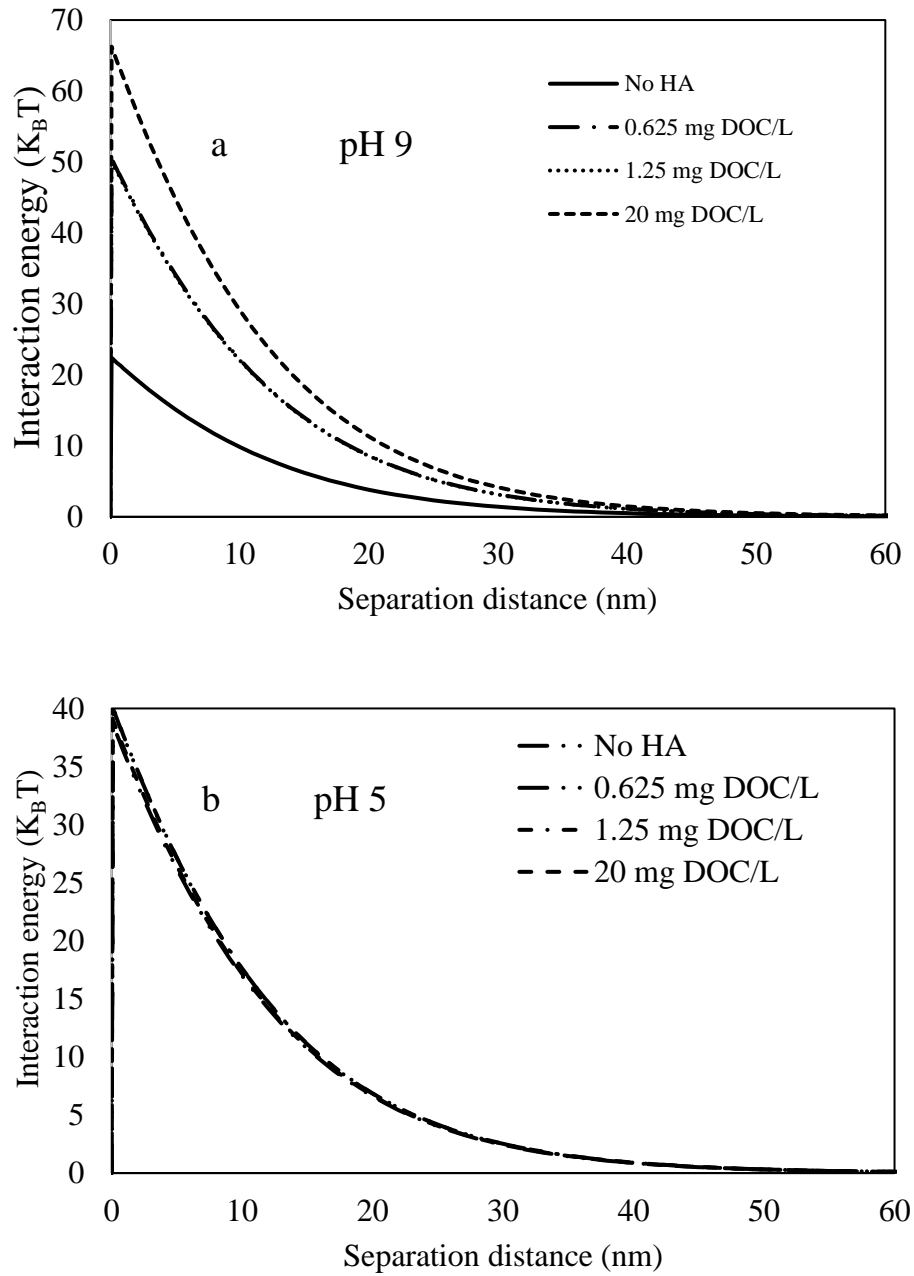 70
60
50
40
30
20
10
0
Interaction energy (KBT)
a pH 9
No HA
0.625 mg DOC/L
1.25 mg DOC/L
20 mg DOC/L
0 10 20 30 40 50 60
Separation distance (nm)
40
35
30
25
20
15
10
5
0
Interaction energy (KBT)
b pH 5
No HA
0.625 mg DOC/L
1.25 mg DOC/L
20 mg DOC/L
0 10 20 30 40 50 60
Separation distance (nm)